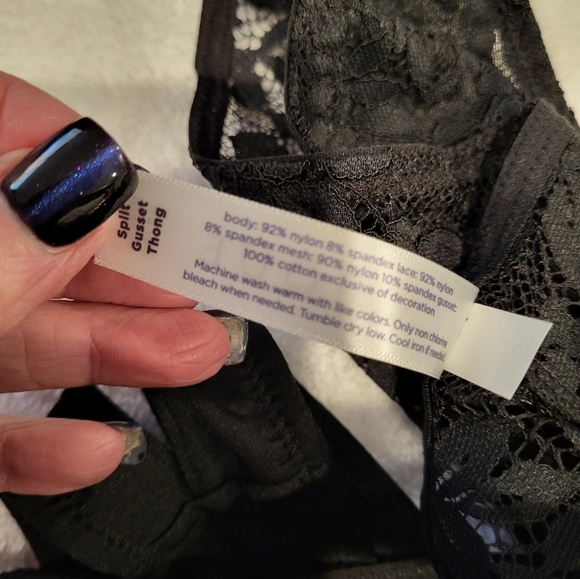 Split
Gusset
Thong
body: 92% nylon 8% spandex lace: 92% nylon
8% spandex mesh: 90% nylon 10% spandex gusset:
100% cotton exclusive of decoration
Machine wash warm with like colors. Only non chlorine
bleach when needed. Tumble dry low. Cool iron if needed.